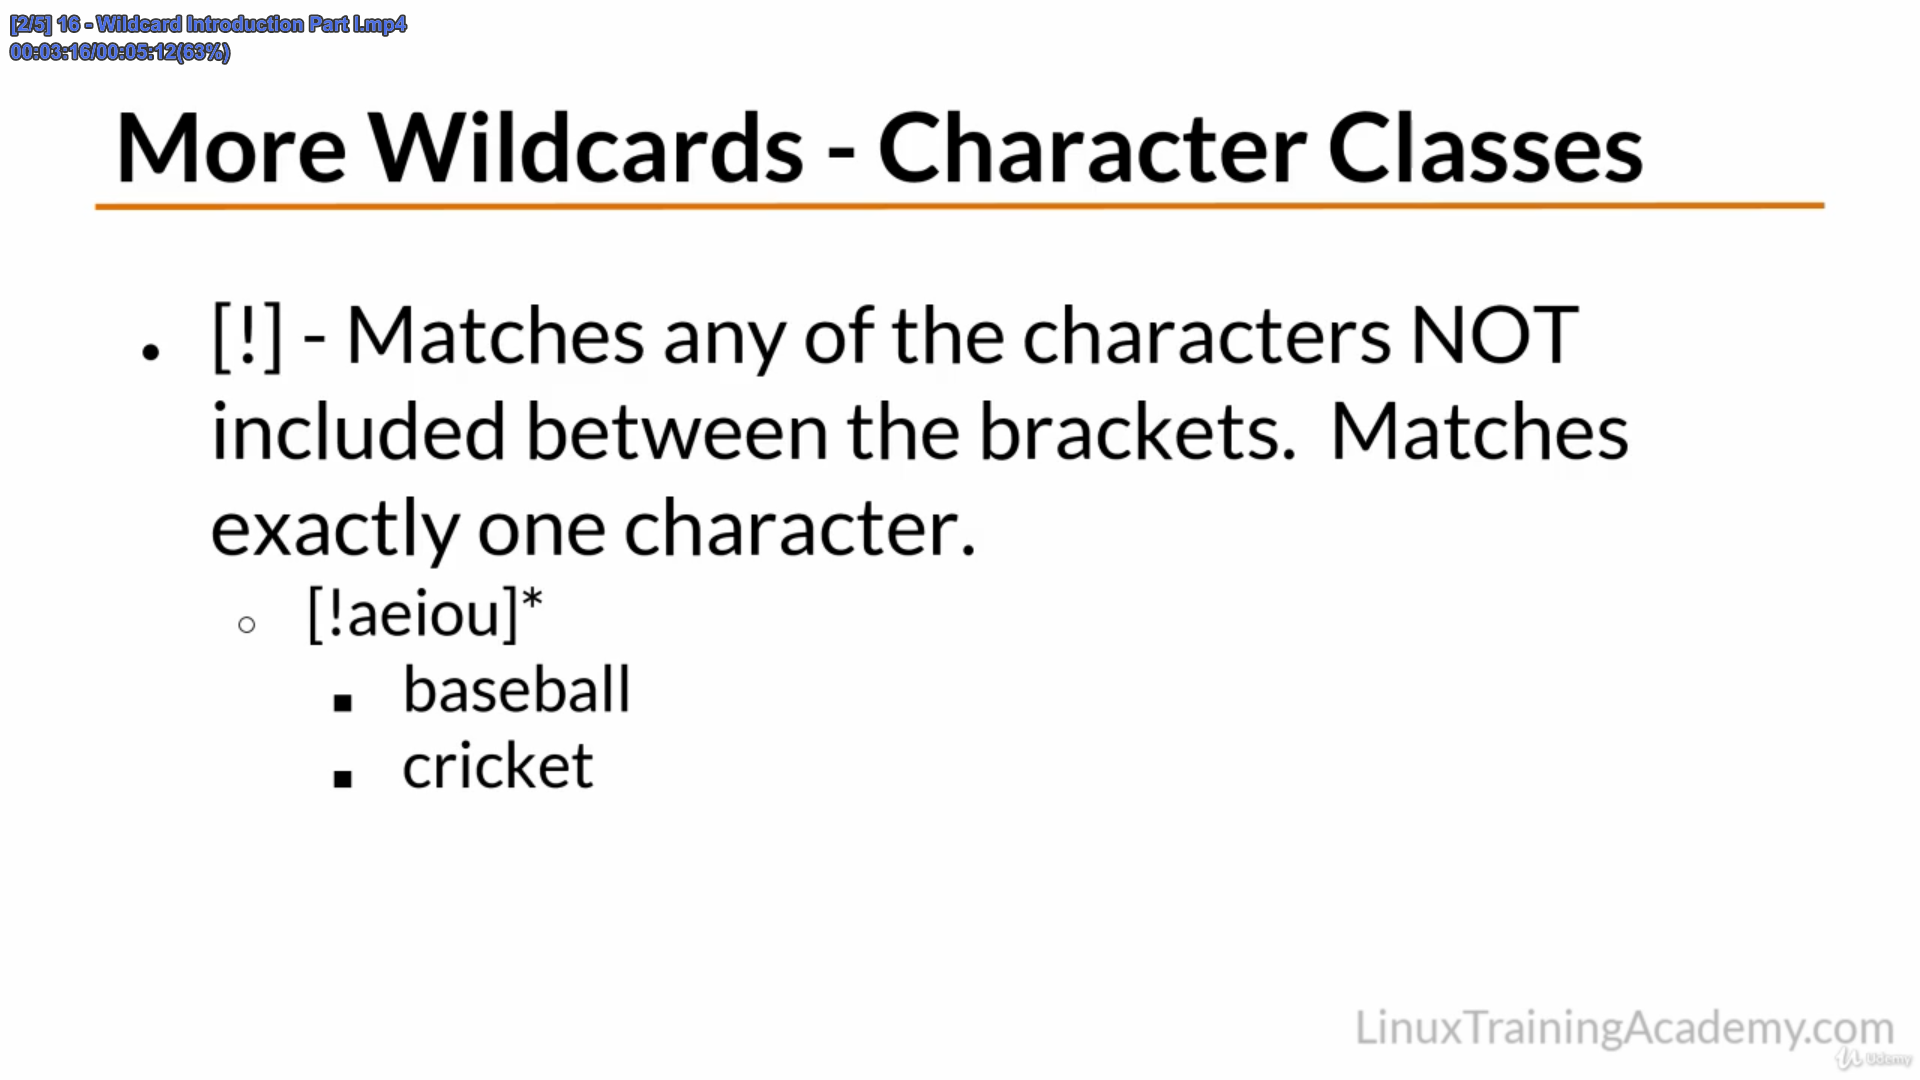 [2/5] 16 - Wildcard Introduction Part I.mp4
00:03:16/00:05:12(63%)
More Wildcards - Character Classes
• [!] - Matches any of the characters NOT
included between the brackets.  Matches
exactly one character.
○ [!aeiou]*
■ baseball
■ cricket
LinuxTrainingAcademy.com
Udemy